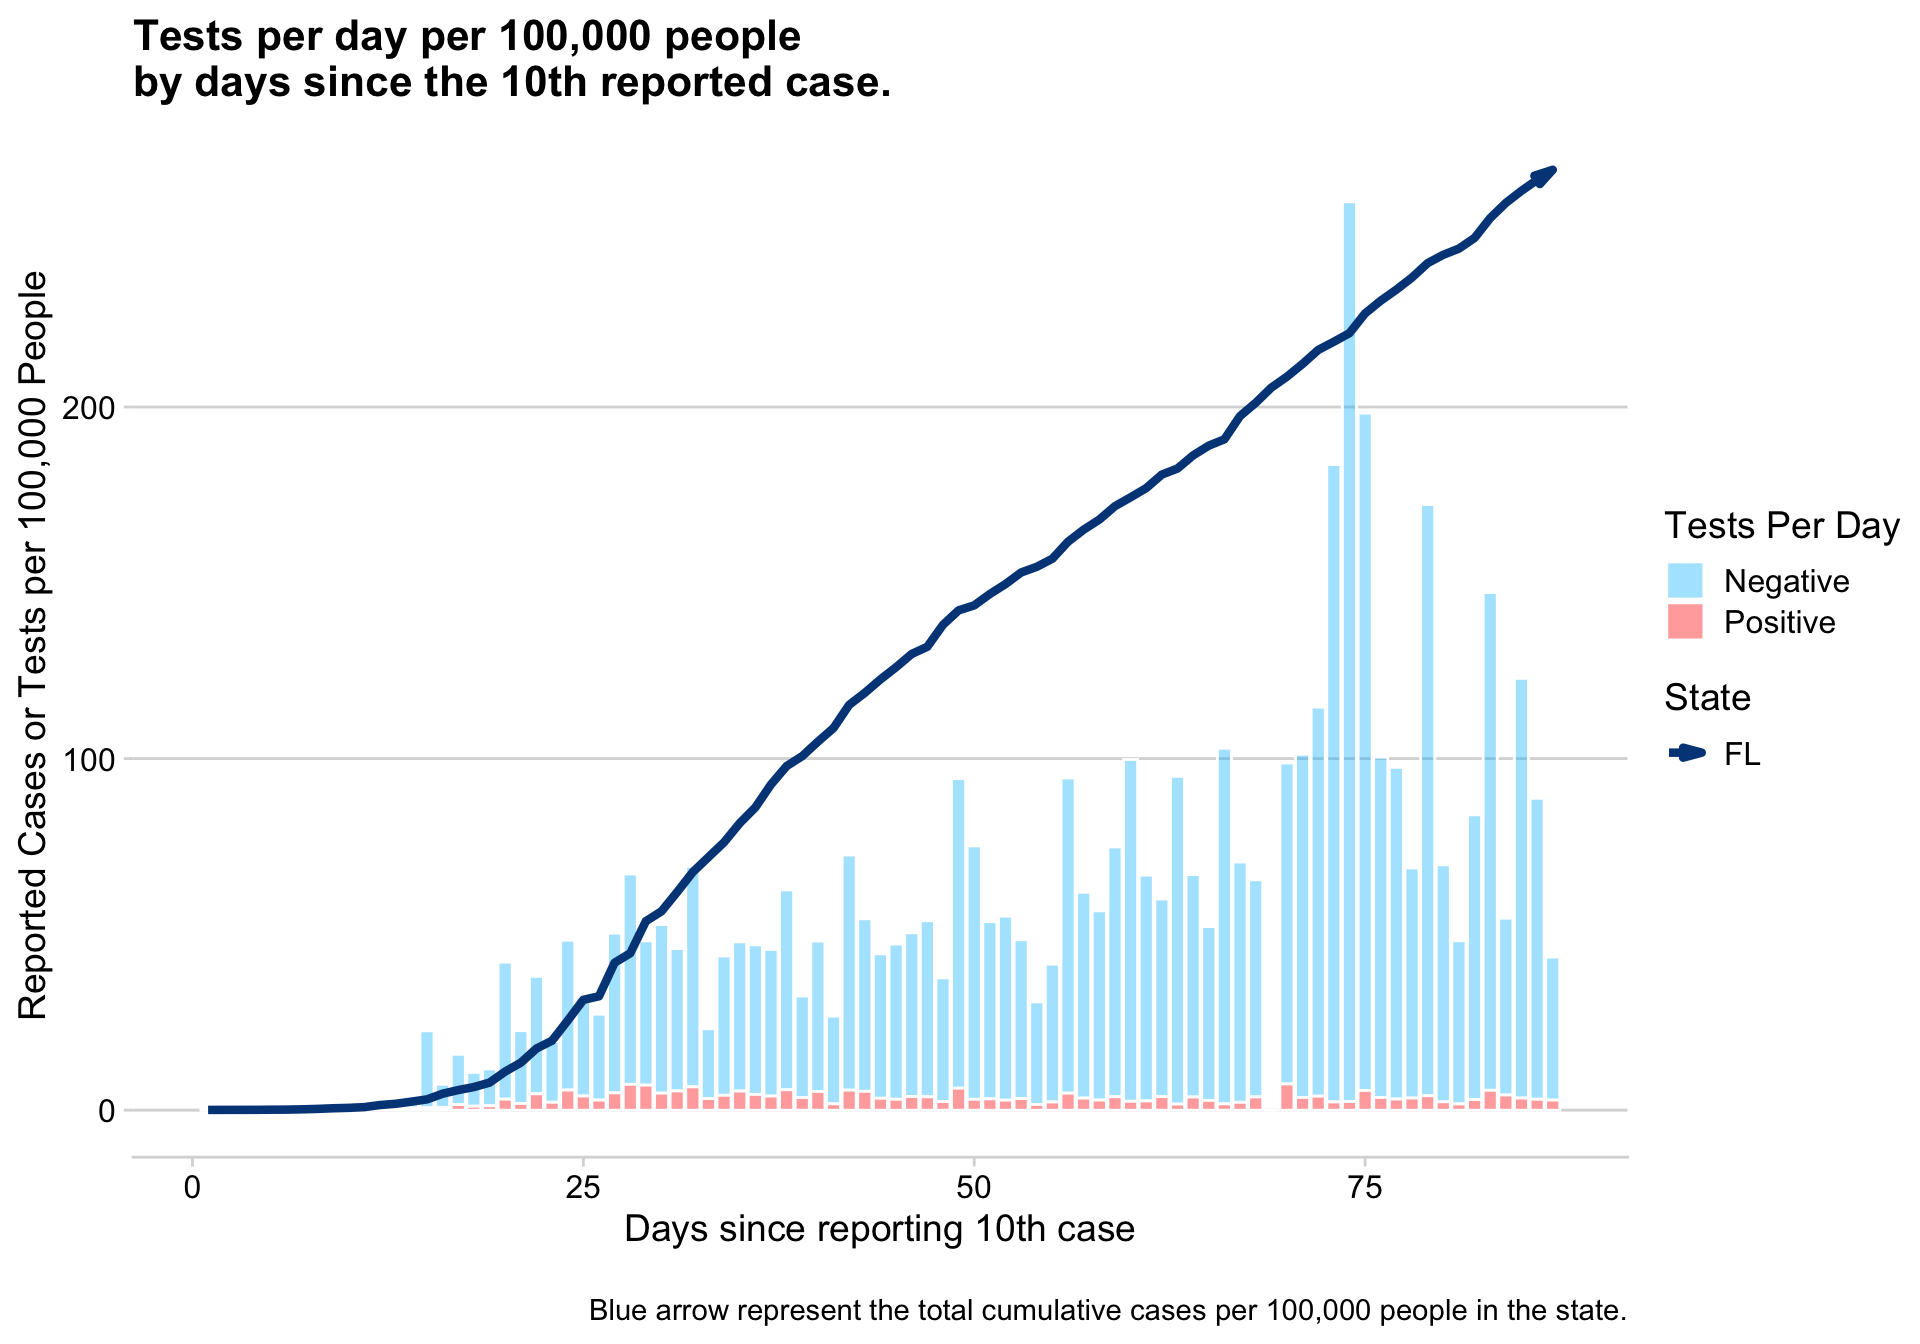 Tests per day per 100,000 people
by days since the 10th reported case.
Reported Cases or Tests per 100,000 People
200
100
0
0
25
50
75
Days since reporting 10th case
Tests Per Day
Negative
Positive
State
FL
Blue arrow represent the total cumulative cases per 100,000 people in the state.